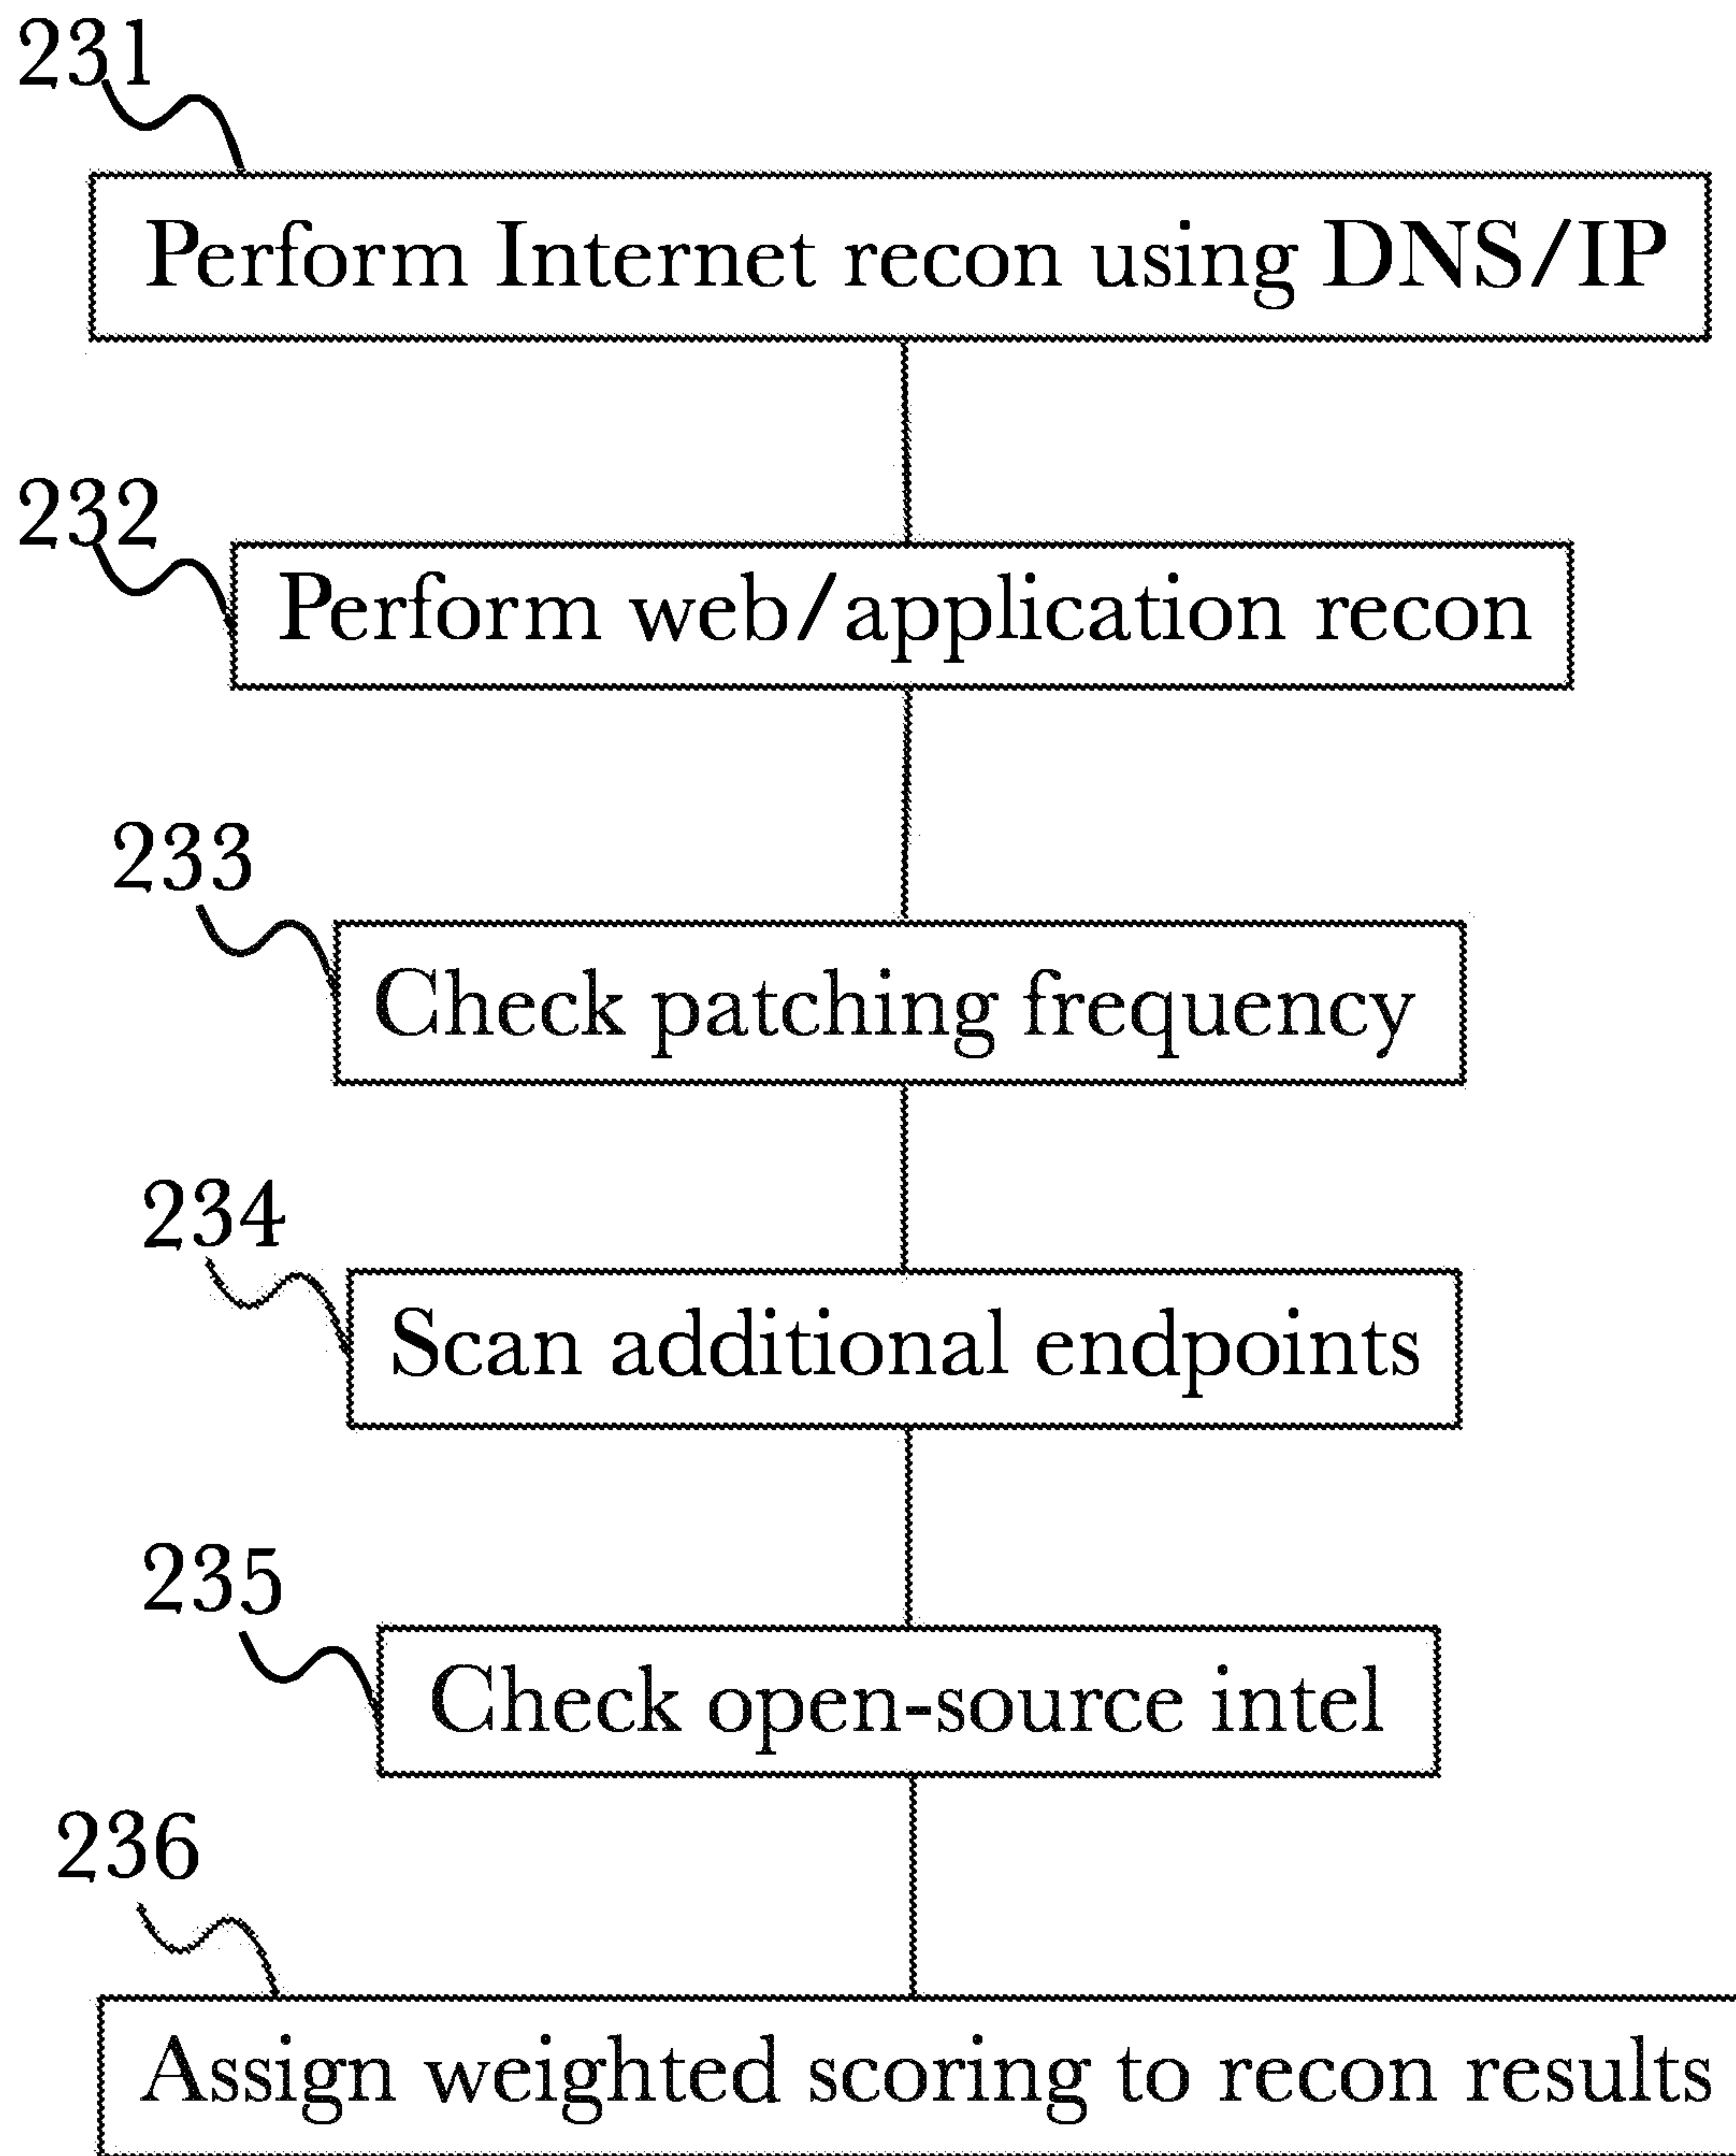 231
Perform Internet recon using DNS/IP
232
Perform web/application recon
233
Check patching frequency
234
Scan additional endpoints
235
Check open-source intel
236
Assign weighted scoring to recon results